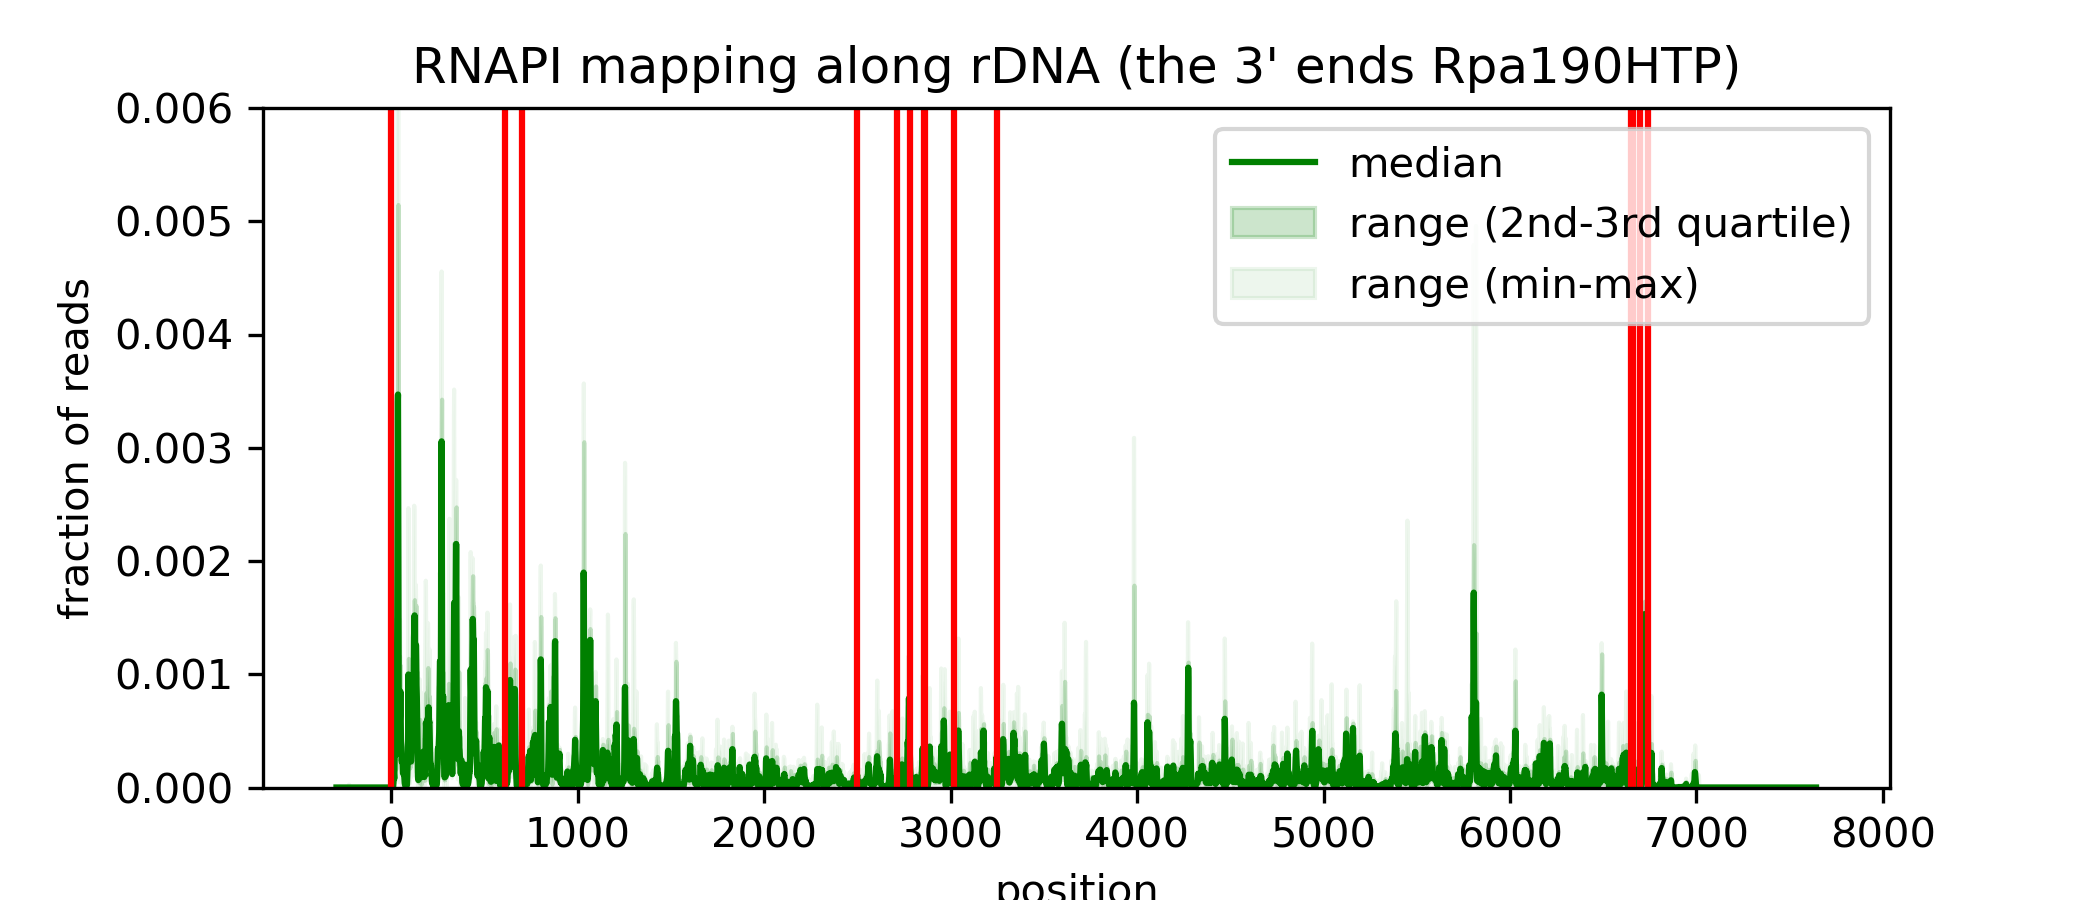 RNAPI mapping along rDNA (the 3' ends Rpa190HTP)
0.006
0.005
0.004
0.003
0.002
0.001
0.000
fraction of reads
median
range (2nd-3rd quartile)
range (min-max)
0 1000 2000 3000 4000 5000 6000 7000 8000
position